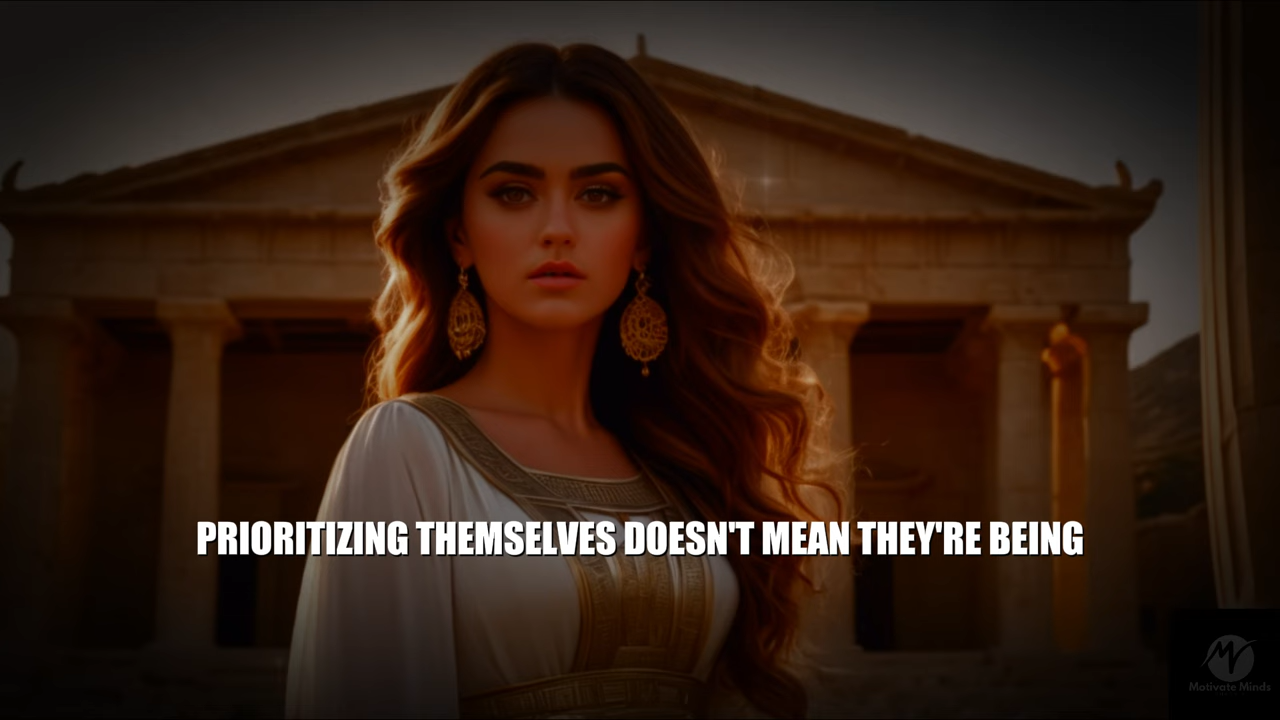 PRIORITIZING THEMSELVES DOESN'T MEAN THEY'RE BEING
Motivate Minds